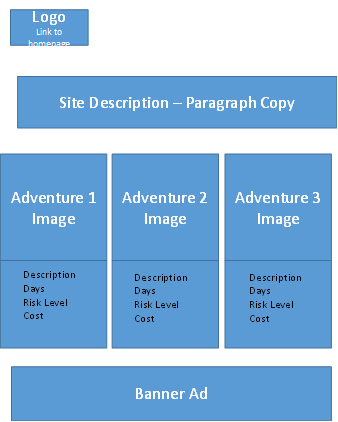 Logo
Link to
homepage
Site Description – Paragraph Copy
Adventure 1
Image
Adventure 2
Image
Adventure 3
Image
Description
Days
Risk Level
Cost
Description
Days
Risk Level
Cost
Description
Days
Risk Level
Cost
Banner Ad